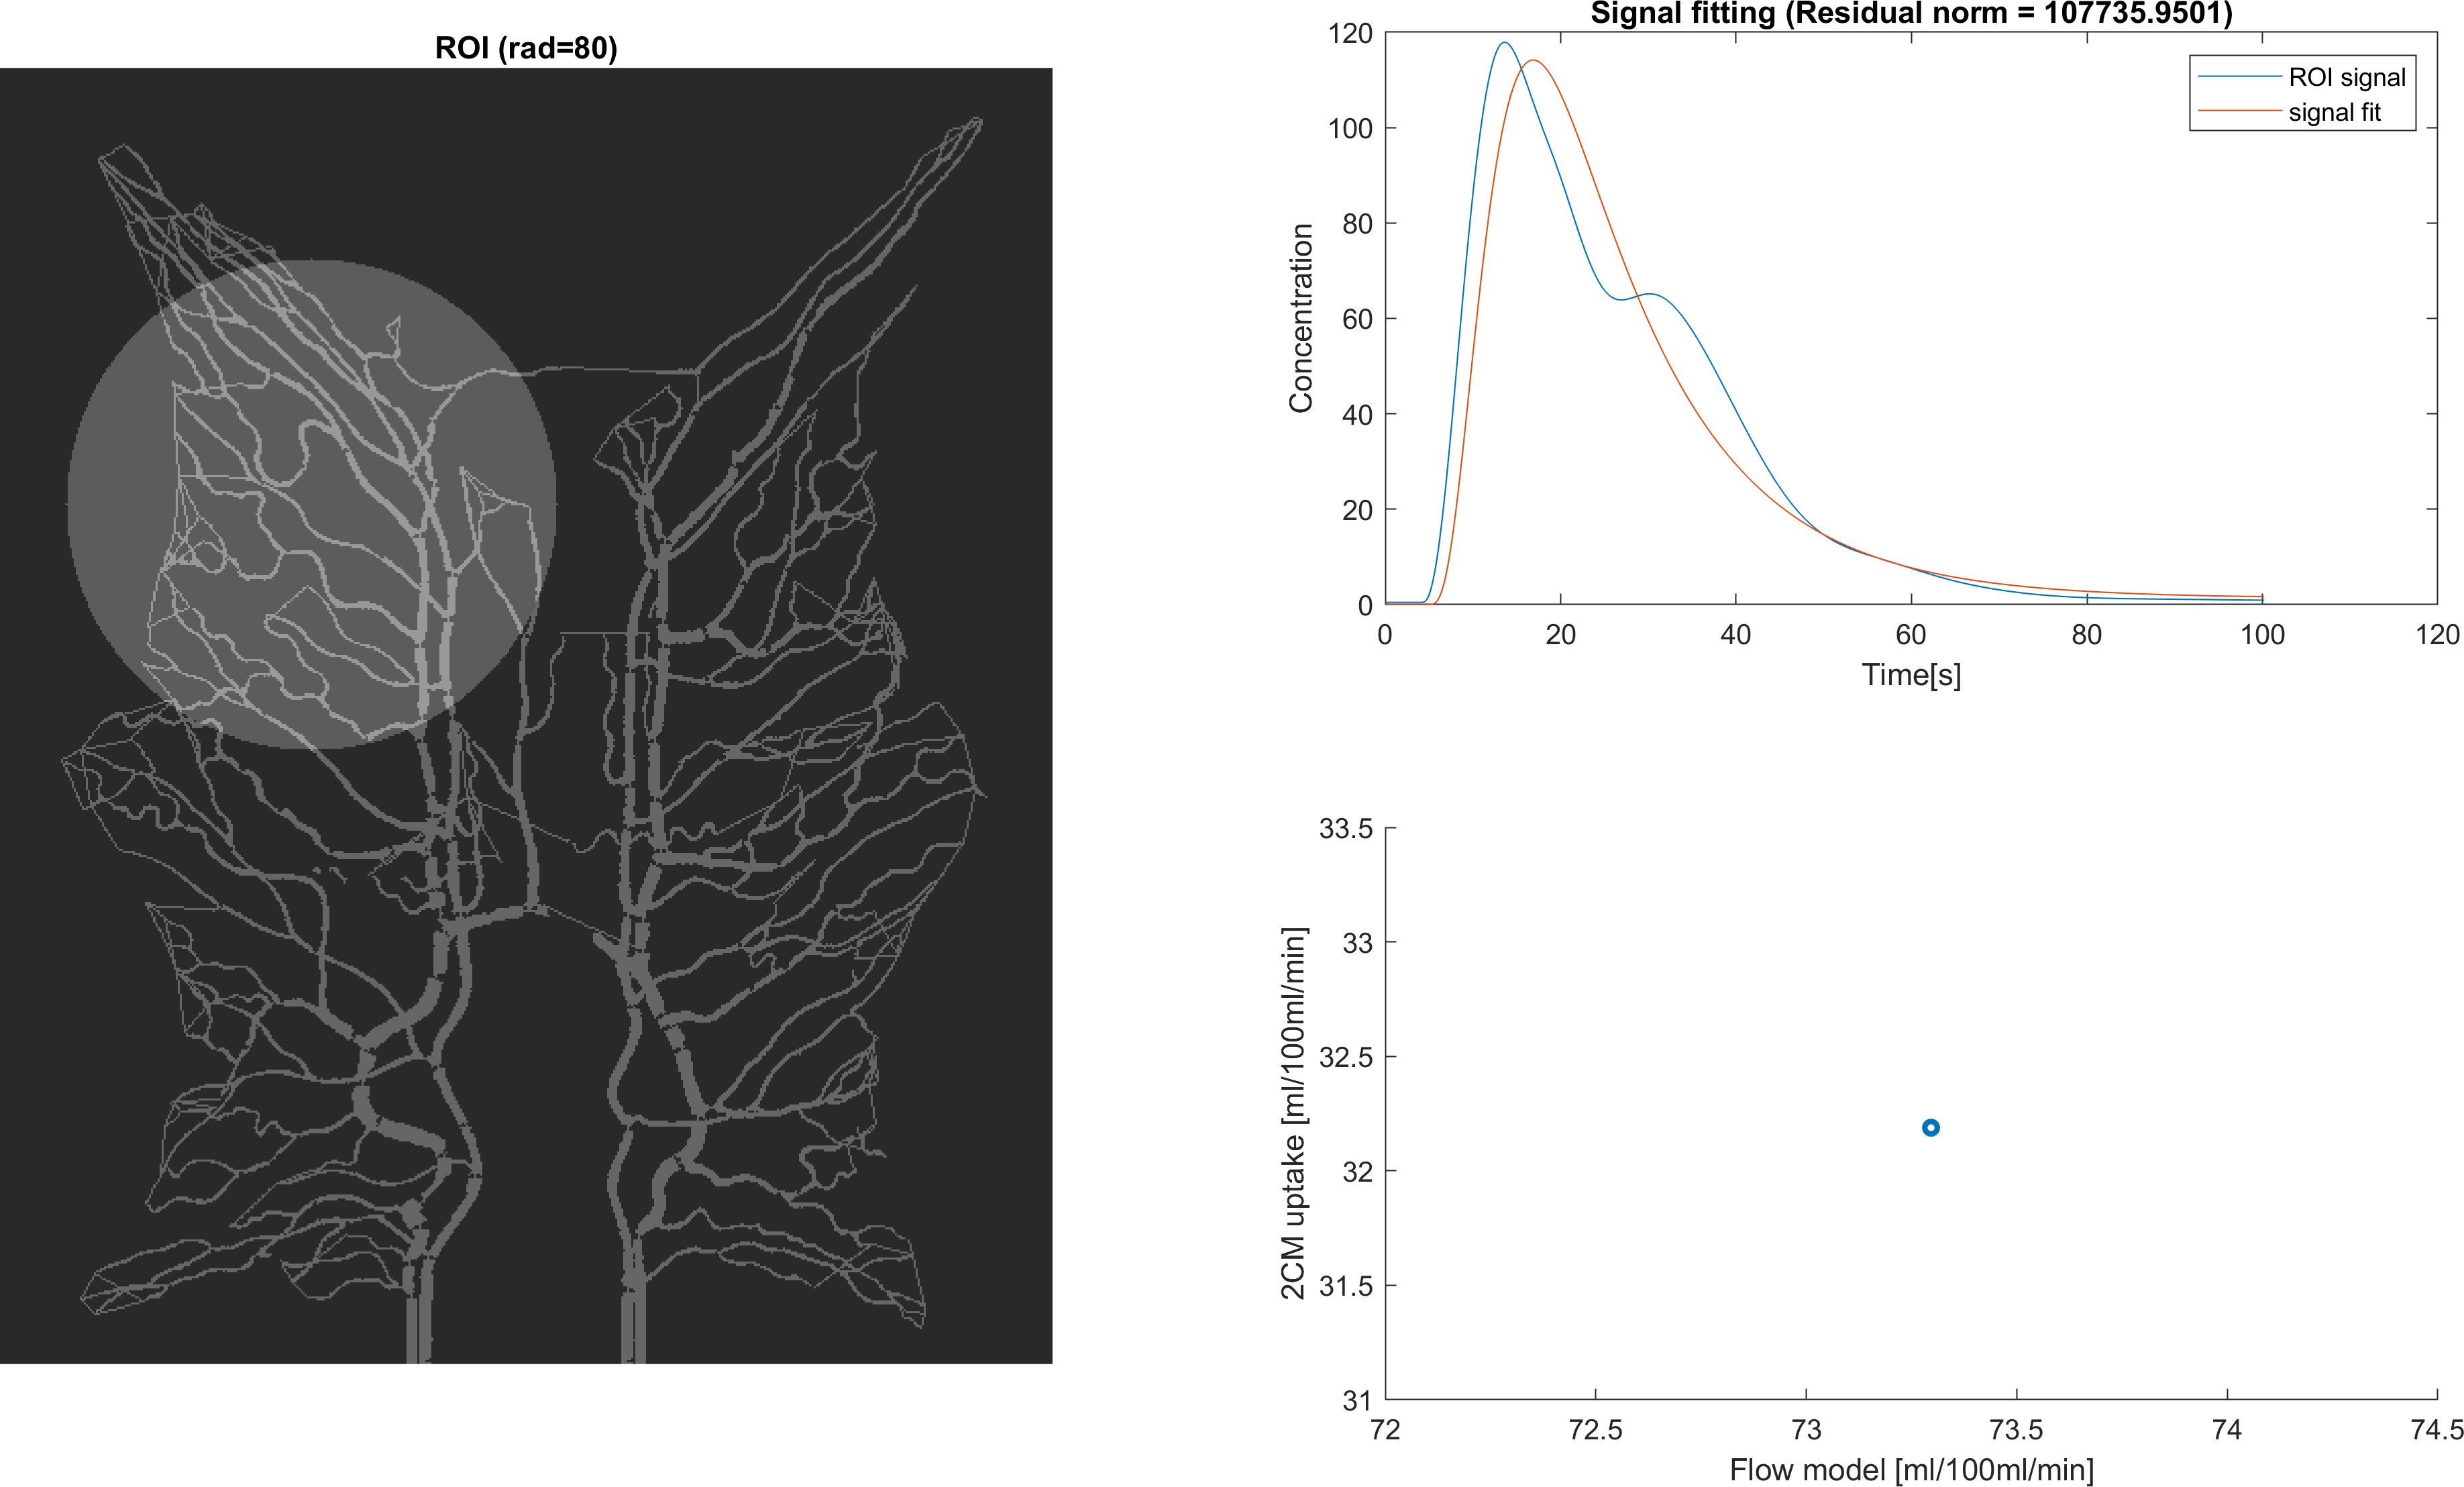 ROI (rad=80)
Signal fitting (Residual norm = 107735.9501)
120
100
80
60
40
20
0
Concentration
ROI signal
signal fit
0 20 40 60 80 100 120
Time[s]
33.5
33
32.5
32
31.5
31
2CM uptake [ml/100ml/min]
72 72.5 73 73.5 74 74.5
Flow model [ml/100ml/min]